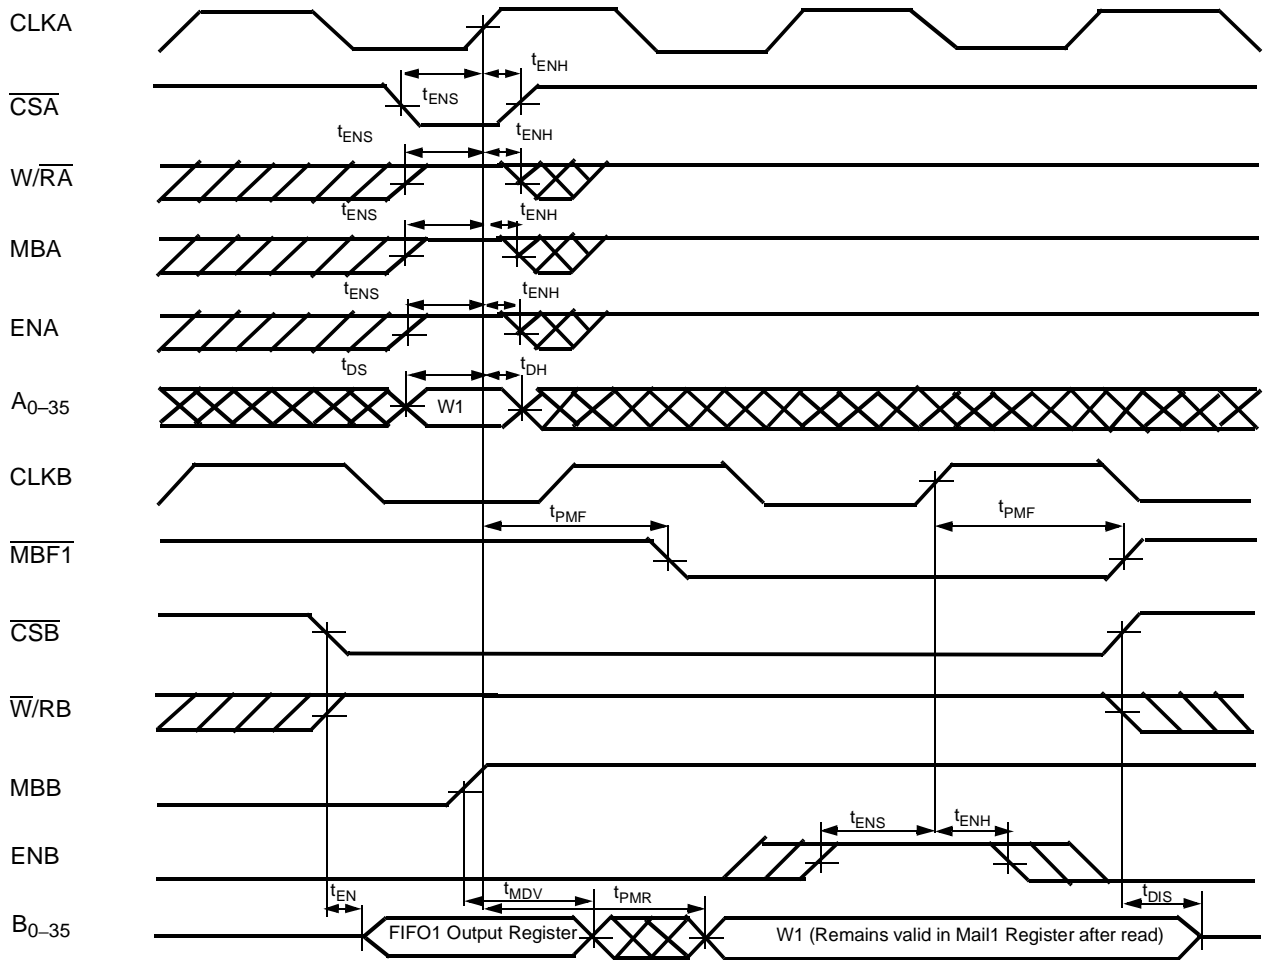 CLKA
tENH
CSA
tENS
tENS
tENH
W/RA
tENS
tENH
MBA
tENS
tENH
ENA
tDS
tDH
A0–35
W1
CLKB
tPMF
tPMF
MBF1
CSB
W/RB
MBB
tENS
tENH
ENB
tEN
tMDV
tPMR
tDIS
B0–35
FIFO1 Output Register
W1 (Remains valid in Mail1 Register after read)